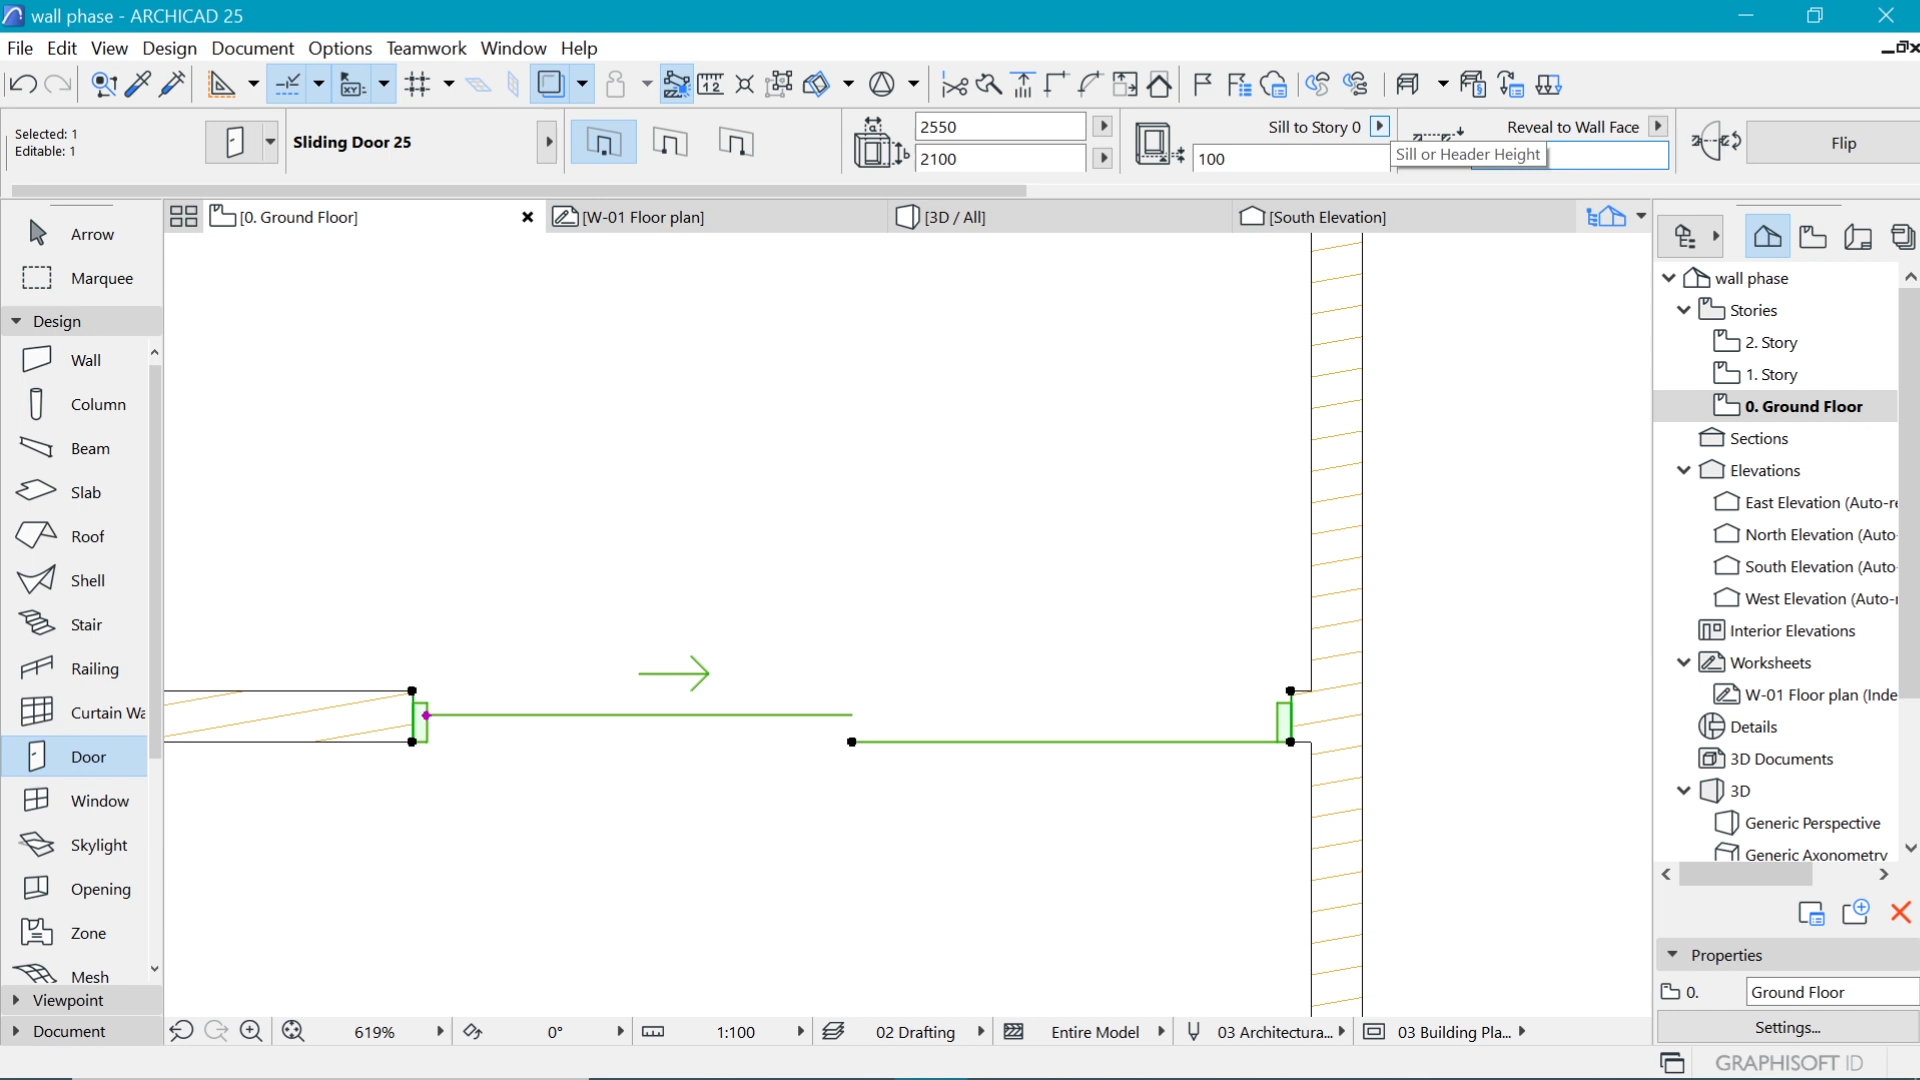 wall phase - ARCHICAD 25
File Edit View Design Document Options Teamwork Window Help
Selected: 1
Editable: 1
Sliding Door 25
2550
2100
Sill to Story 0
100
Reveal to Wall Face
Sill or Header Height
Flip
[0. Ground Floor]
[W-01 Floor plan]
[3D / All]
[South Elevation]
Arrow
Marquee
Design
Wall
Column
Beam
Slab
Roof
Shell
Stair
Railing
Curtain Wa
Door
Window
Skylight
Opening
Zone
Mesh
Viewpoint
Document
wall phase
Stories
2. Story
1. Story
0. Ground Floor
Sections
Elevations
East Elevation (Auto-re
North Elevation (Auto
South Elevation (Auto
West Elevation (Auto-r
Interior Elevations
Worksheets
W-01 Floor plan (Inde
Details
3D Documents
3D
Generic Perspective
Generic Axonometry
Properties
0.
Ground Floor
Settings...
619%
0°
1:100
02 Drafting
Entire Model
03 Architectura...
03 Building Pla...
GRAPHISOFT ID